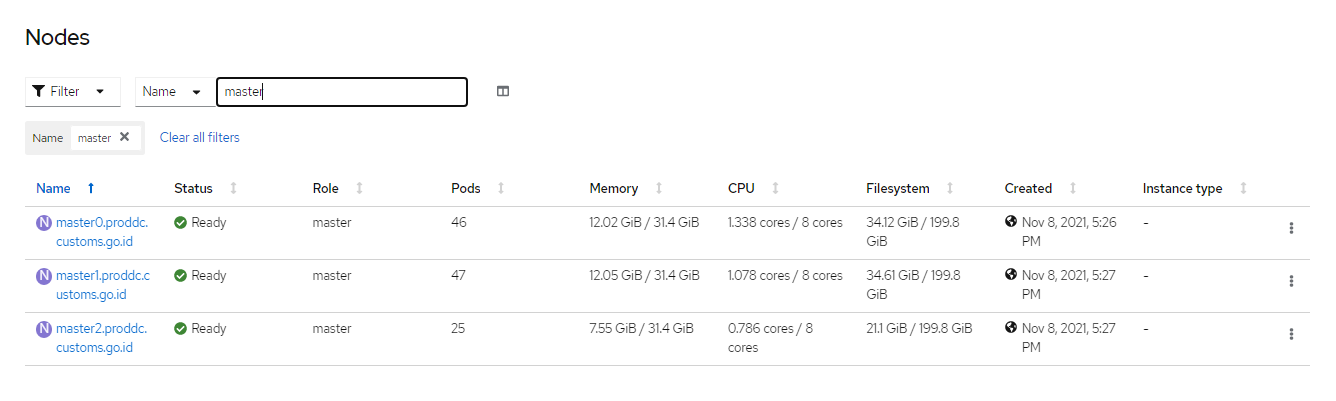 Nodes
Filter Name master
Name master Clear all filters
Name Status Role Pods Memory CPU Filesystem Created Instance type
N master0.proddc. Ready master 46 12.02 GiB / 31.4 GiB 1.338 cores / 8 cores 34.12 GiB / 199.8 Nov 8, 2021, 5:26 -
customs.go.id GiB PM
N master1.proddc.c Ready master 47 12.05 GiB / 31.4 GiB 1.078 cores / 8 cores 34.61 GiB / 199.8 Nov 8, 2021, 5:27 -
ustoms.go.id GiB PM
N master2.proddc. Ready master 25 7.55 GiB / 31.4 GiB 0.786 cores / 8 21.1 GiB / 199.8 GiB Nov 8, 2021, 5:27 -
customs.go.id cores PM